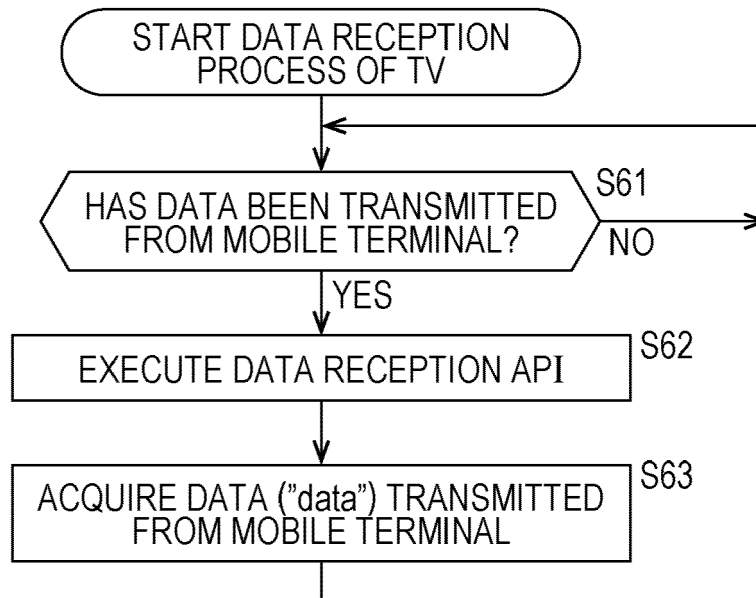 START DATA RECEPTION
PROCESS OF TV
S61
HAS DATA BEEN TRANSMITTED
FROM MOBILE TERMINAL?
NO
YES
S62
EXECUTE DATA RECEPTION API
S63
ACQUIRE DATA ("data") TRANSMITTED
FROM MOBILE TERMINAL